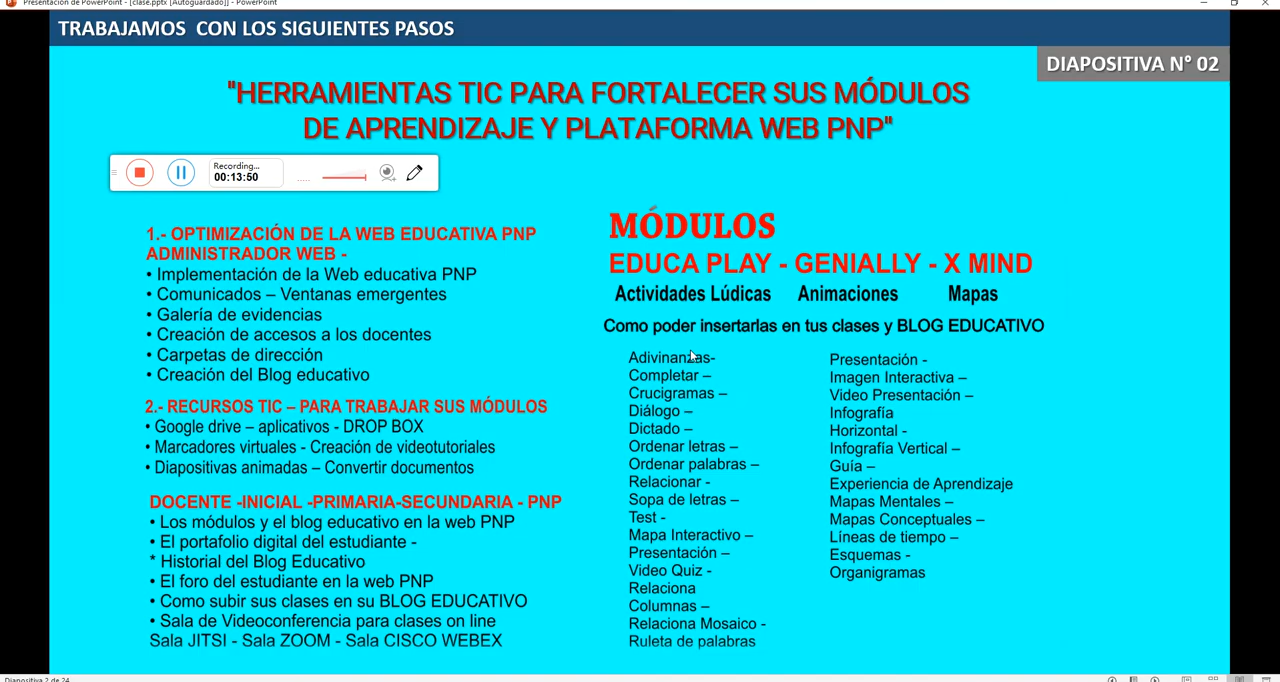 Presentación de PowerPoint - [clase.pptx [Autoguardado]] - PowerPoint
TRABAJAMOS CON LOS SIGUIENTES PASOS
DIAPOSITIVA N° 02
"HERRAMIENTAS TIC PARA FORTALECER SUS MÓDULOS
DE APRENDIZAJE Y PLATAFORMA WEB PNP"
Recording...
00:13:50
1.- OPTIMIZACIÓN DE LA WEB EDUCATIVA PNP
ADMINISTRADOR WEB -
• Implementación de la Web educativa PNP
• Comunicados – Ventanas emergentes
• Galería de evidencias
• Creación de accesos a los docentes
• Carpetas de dirección
• Creación del Blog educativo
2.- RECURSOS TIC – PARA TRABAJAR SUS MÓDULOS
• Google drive – aplicativos - DROP BOX
• Marcadores virtuales - Creación de videotutoriales
• Diapositivas animadas – Convertir documentos
DOCENTE -INICIAL -PRIMARIA-SECUNDARIA - PNP
• Los módulos y el blog educativo en la web PNP
• El portafolio digital del estudiante -
* Historial del Blog Educativo
• El foro del estudiante en la web PNP
• Como subir sus clases en su BLOG EDUCATIVO
• Sala de Videoconferencia para clases on line
Sala JITSI - Sala ZOOM - Sala CISCO WEBEX
MÓDULOS
EDUCA PLAY - GENIALLY - X MIND
Actividades Lúdicas Animaciones Mapas
Como poder insertarlas en tus clases y BLOG EDUCATIVO
Adivinanzas-
Completar –
Crucigramas –
Diálogo –
Dictado –
Ordenar letras –
Ordenar palabras –
Relacionar -
Sopa de letras –
Test -
Mapa Interactivo –
Presentación –
Video Quiz -
Relaciona
Columnas –
Relaciona Mosaico -
Ruleta de palabras
Presentación -
Imagen Interactiva –
Video Presentación –
Infografía
Horizontal -
Infografía Vertical –
Guía –
Experiencia de Aprendizaje
Mapas Mentales –
Mapas Conceptuales –
Líneas de tiempo –
Esquemas -
Organigramas
Diapositiva 2 de 24